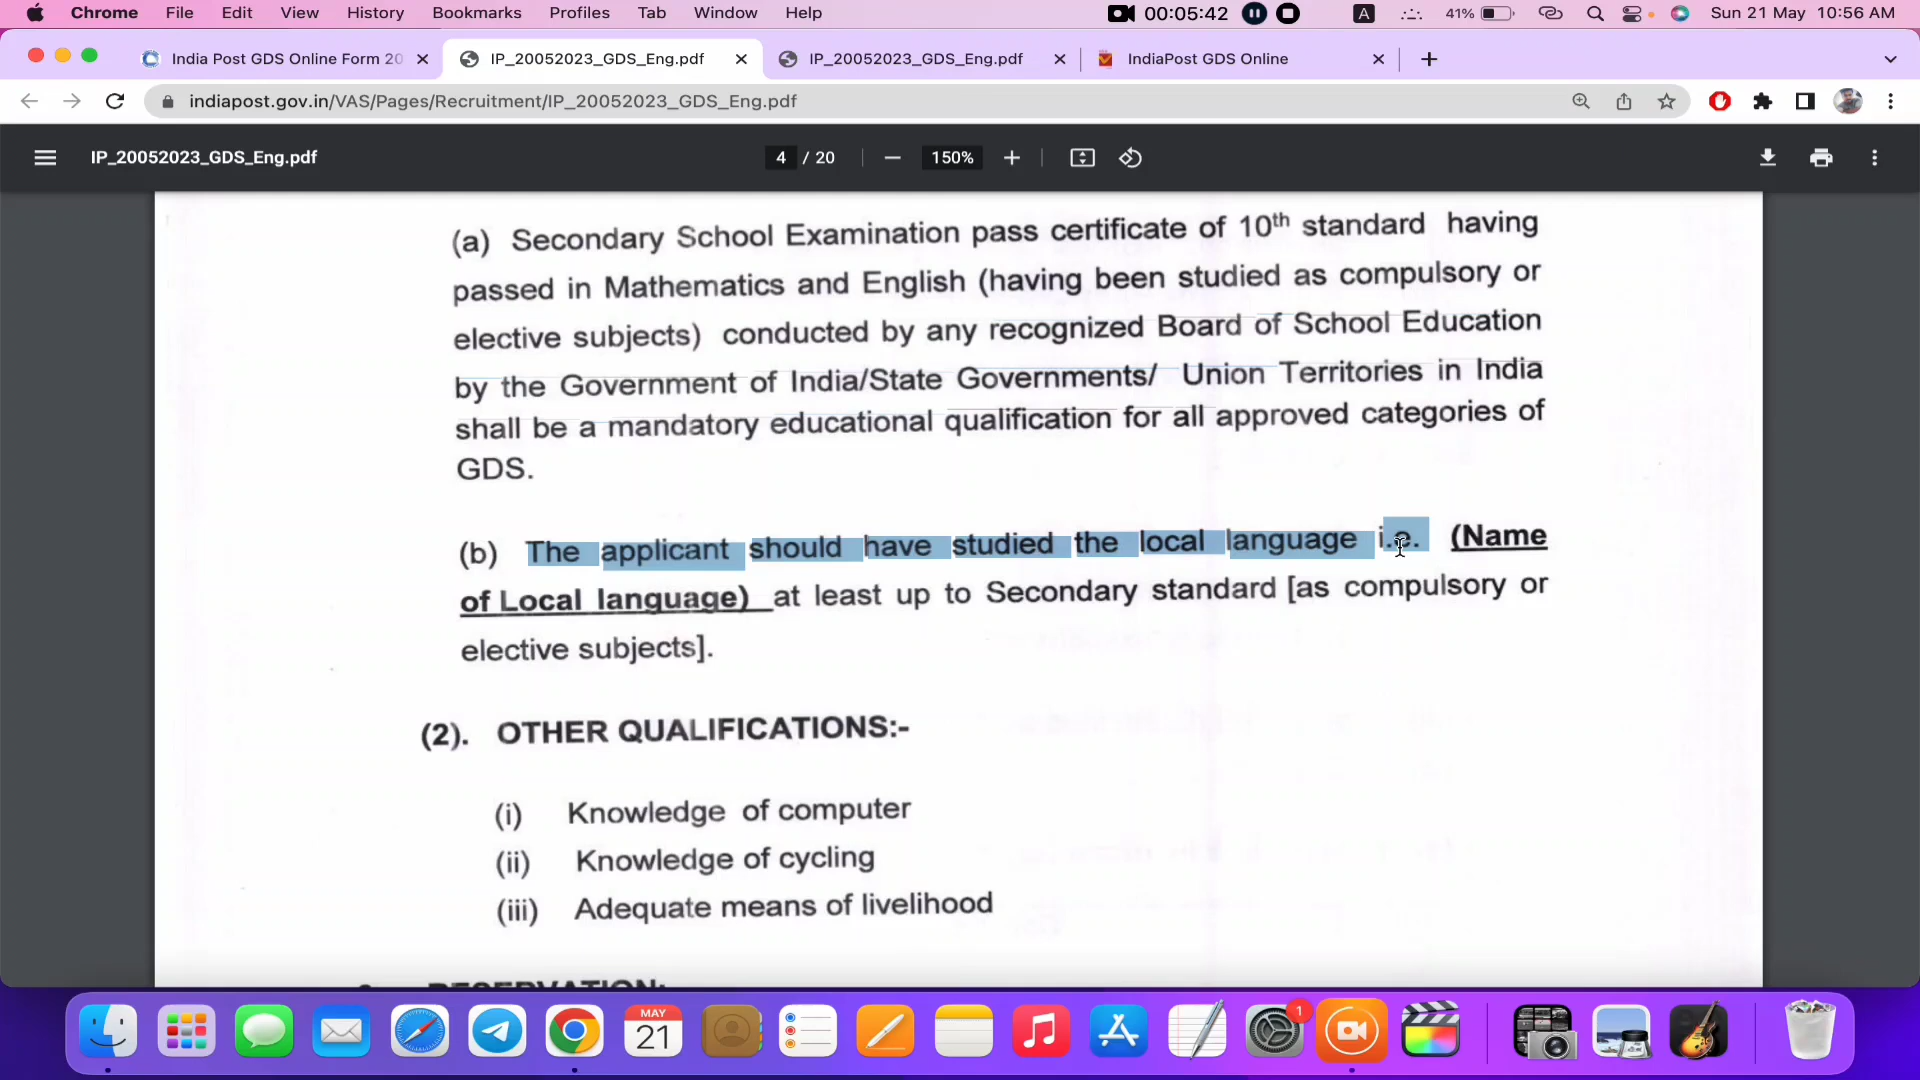 Chrome File Edit View History Bookmarks Profiles Tab Window Help 00:05:42 A 41% Sun 21 May 10:56 AM
India Post GDS Online Form 20 IP_20052023_GDS_Eng.pdf IP_20052023_GDS_Eng.pdf IndiaPost GDS Online
indiapost.gov.in/VAS/Pages/Recruitment/IP_20052023_GDS_Eng.pdf
IP_20052023_GDS_Eng.pdf 4 / 20 150%
(a) Secondary School Examination pass certificate of 10th standard having
passed in Mathematics and English (having been studied as compulsory or
elective subjects) conducted by any recognized Board of School Education
by the Government of India/State Governments/ Union Territories in India
shall be a mandatory educational qualification for all approved categories of
GDS.
(b) The applicant should have studied the local language i.e. (Name
of Local language) at least up to Secondary standard [as compulsory or
elective subjects].
(2). OTHER QUALIFICATIONS:-
(i) Knowledge of computer
(ii) Knowledge of cycling
(iii) Adequate means of livelihood
RESERVATION:
MAY
21
1